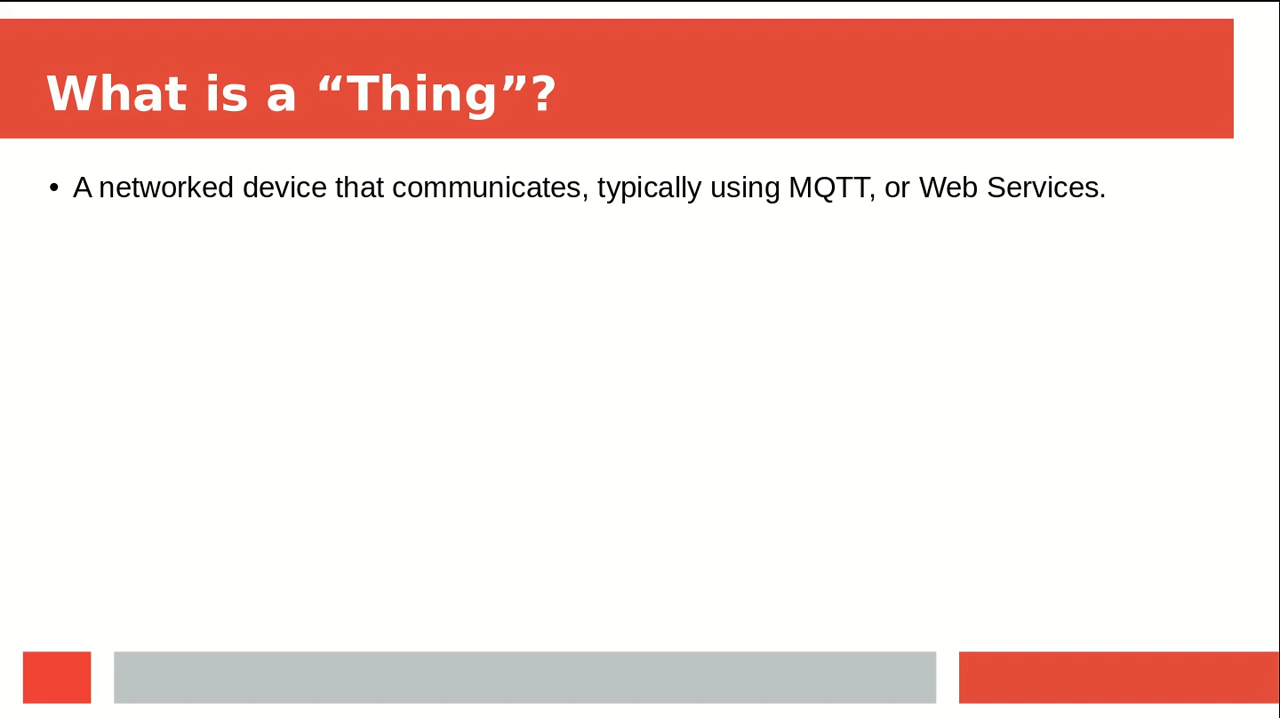 What is a “Thing”?
• A networked device that communicates, typically using MQTT, or Web Services.